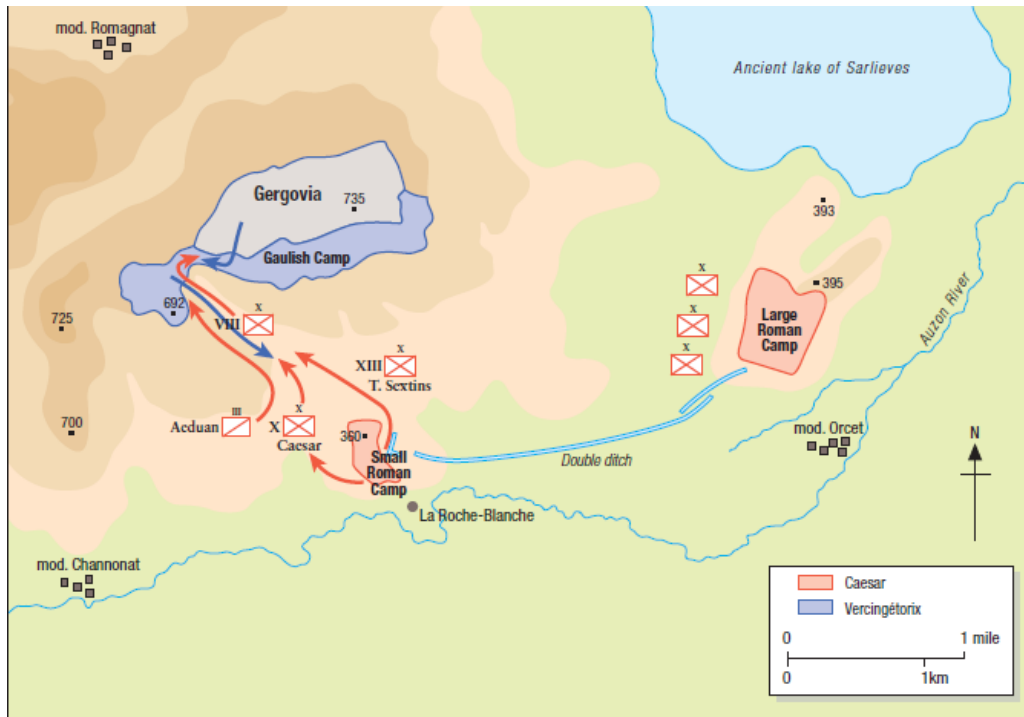 mod. Romagnat
Ancient lake of Sarlieves
Gergovia
735
Gaulish Camp
393
395
692
725
X
VIII
X
X
X
Large
Roman
Camp
Auzon River
X
XIII
T. Sextins
III
Aeduan
X
X
Caesar
700
360
Small
Roman
Camp
Double ditch
mod. Orcet
N
La Roche-Blanche
mod. Channonat
Caesar
Vercingétorix
0 1 mile
0 1km